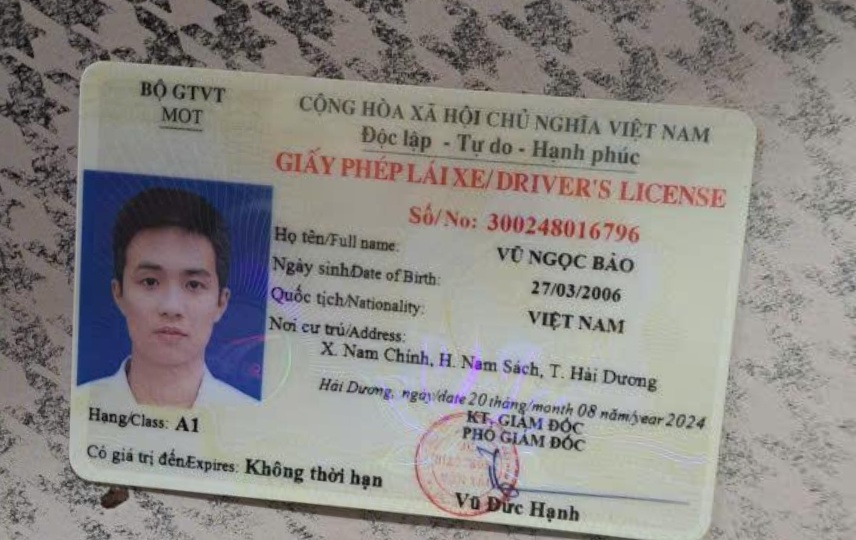 BỘ GTVT
MOT
CỘNG HÒA XÃ HỘI CHỦ NGHĨA VIỆT NAM
Độc lập - Tự do - Hạnh phúc
GIẤY PHÉP LÁI XE/DRIVER'S LICENSE
Số/No: 300248016796
Họ tên/Full name: VŨ NGỌC BẢO
Ngày sinh/Date of Birth: 27/03/2006
Quốc tịch/Nationality: VIỆT NAM
Nơi cư trú/Address:
X. Nam Chính, H. Nam Sách, T. Hải Dương
Hải Dương, ngày/date 20 tháng/month 08 năm/year 2024
KT. GIÁM ĐỐC
PHÓ GIÁM ĐỐC
Hạng/Class: A1
Có giá trị đến/Expires: Không thời hạn
Vũ Đức Hạnh